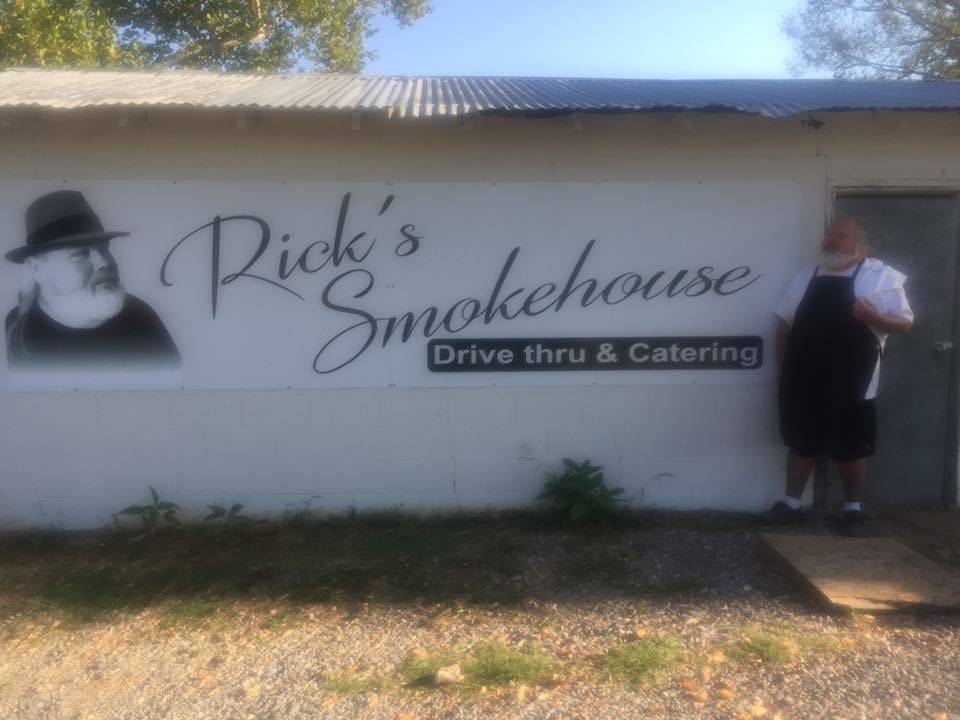 Rick's
Smokehouse
Drive thru & Catering